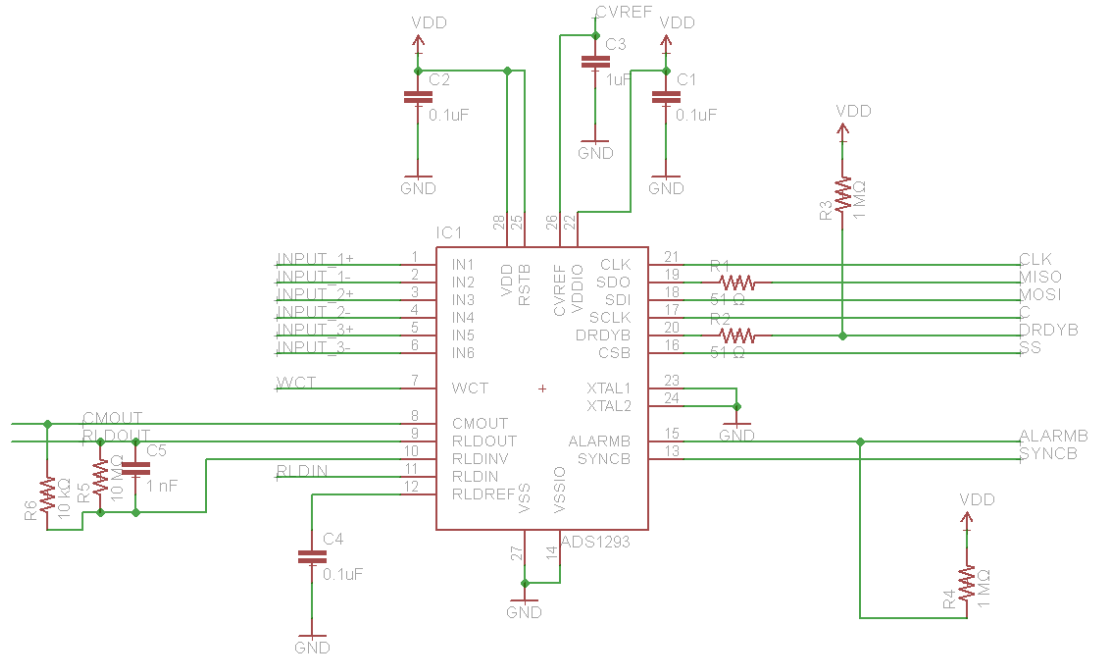 CVREF
VDD
VDD
C3
C2
1uF
C1
0.1uF
0.1uF
VDD
GND
GND
GND
R3
1 MΩ
28
25
26
22
IC1
INPUT_1+
1
IN1
CLK
21
CLK
INPUT_1-
2
IN2
SDO
19
R1
MISO
INPUT_2+
3
IN3
SDI
18
51 Ω
MOSI
INPUT_2-
4
IN4
SCLK
17
C
INPUT_3+
5
IN5
DRDYB
20
R2
DRDYB
INPUT_3-
6
IN6
CSB
16
51 Ω
SS
VDD
RSTB
CVREF
VDDIO
WCT
7
WCT
XTAL1
23
XTAL2
24
CMOUT
8
CMOUT
GND
RLDOUT
9
RLDOUT
ALARMB
15
ALARMB
C5
10
RLDINV
SYNCB
13
SYNCB
RLDIN
11
RLDIN
12
RLDREF
1 nF
R5
10 MΩ
R6
10 kΩ
VSS
VSSIO
VDD
C4
27
14
ADS1293
0.1uF
R4
1 MΩ
GND
GND